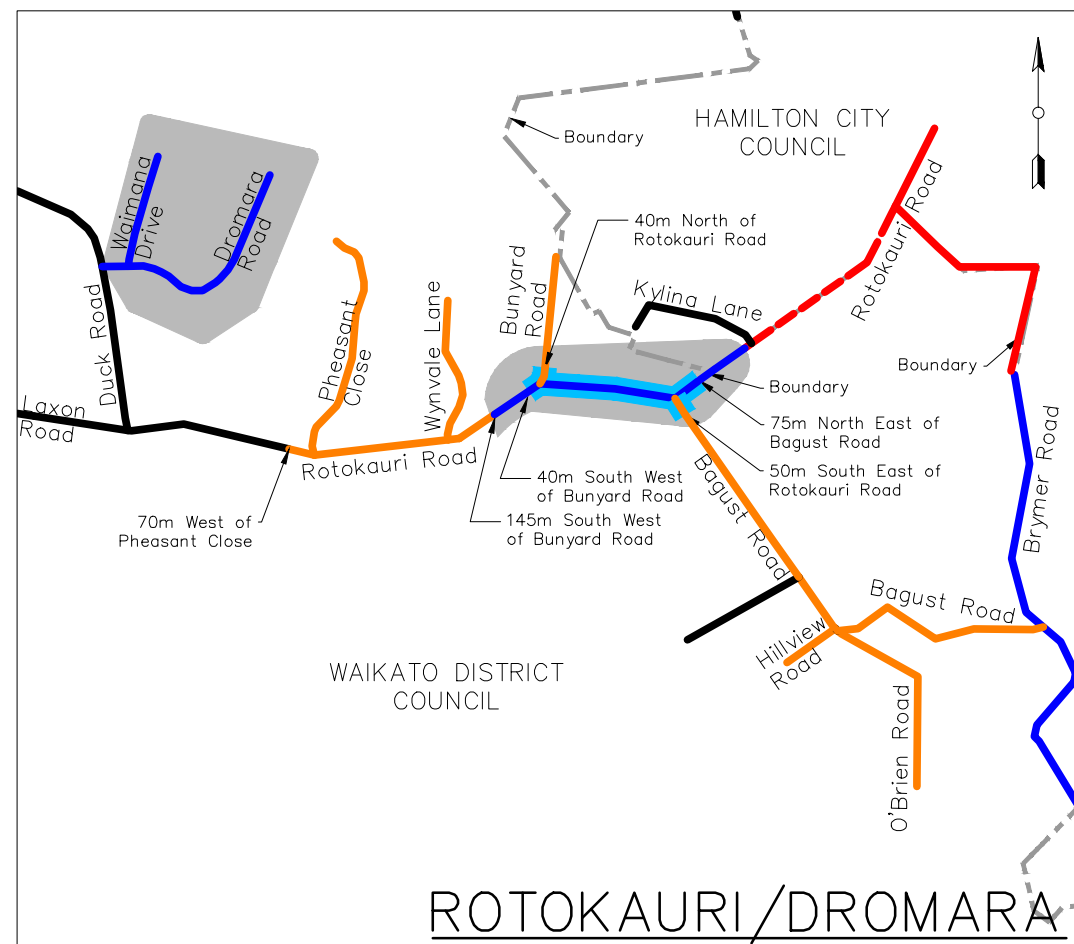 HAMILTON CITY
COUNCIL
Boundary
Waimana
Drive
Dromara
Road
40m North of
Rotokauri Road
Rotokauri Road
Kylina Lane
Bunyard
Road
Duck Road
Pheasant
Close
Wynvale Lane
Boundary
Boundary
Laxon
Road
Rotokauri Road
75m North East of
Bagust Road
50m South East of
Rotokauri Road
40m South West
of Bunyard Road
145m South West
of Bunyard Road
70m West of
Pheasant Close
Bagust Road
Brymer Road
Bagust Road
Hillview
Road
WAIKATO DISTRICT
COUNCIL
O'Brien Road
ROTOKAURI/DROMARA